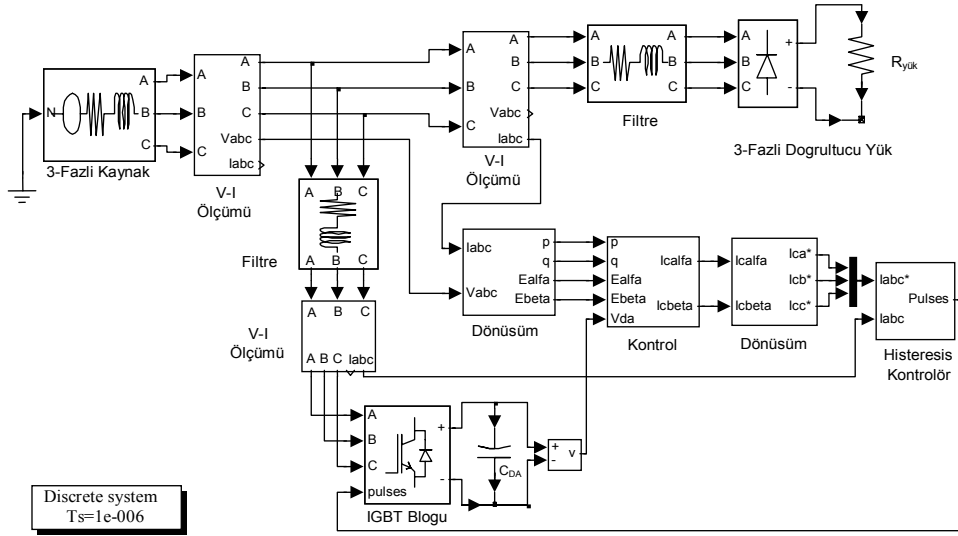 N
A
B
C
3-Fazli Kaynak
A
B
C
A
B
C
Vabc
Iabc
V-I
Ölçümü
A
B
C
A
B
C
Vabc
Iabc
V-I
Ölçümü
A
B
C
A
B
C
Filtre
A
B
C
+
-
3-Fazli Dogrultucu Yük
Ryük
A B C
A B C
Filtre
A B C
A B C Iabc
V-I
Ölçümü
Iabc
Vabc
p
q
Ealfa
Ebeta
Dönüsüm
p
q
Ealfa
Ebeta
Vda
Icalfa
Icbeta
Kontrol
Icalfa
Icbeta
Ica*
Icb*
Icc*
Dönüsüm
Iabc*
Iabc
Pulses
Histeresis
Kontrolör
A
B
C
pulses
+
-
IGBT Blogu
CDA
+
-
v
Discrete system
Ts=1e-006